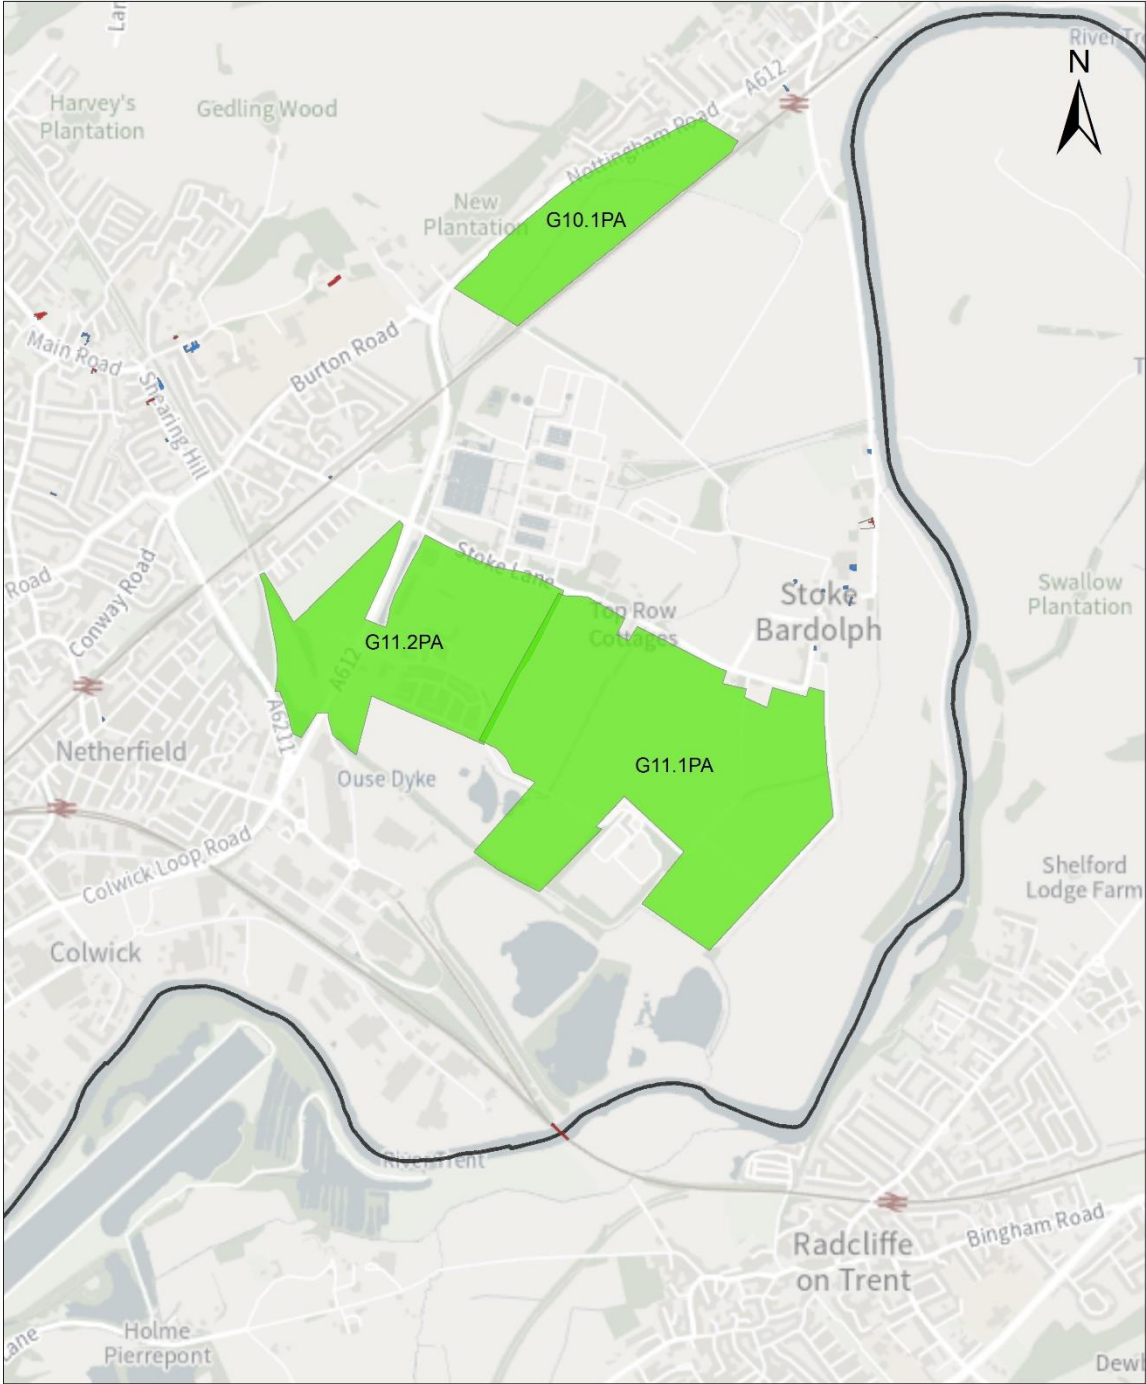 River Tr
N
Harvey's
Plantation
Gedling Wood
A612
Nottingham Road
New
Plantation
G10.1PA
Main Road
Burton Road
Shearing Hill
Stoke Lane
Conway Road
Road
Top Row
Cottages
Stoke
Bardolph
Swallow
Plantation
G11.2PA
A612
A6211
Netherfield
Ouse Dyke
G11.1PA
Colwick Loop Road
Shelford
Lodge Farm
Colwick
River Trent
Radcliffe
on Trent
Bingham Road
Holme
Pierrepont